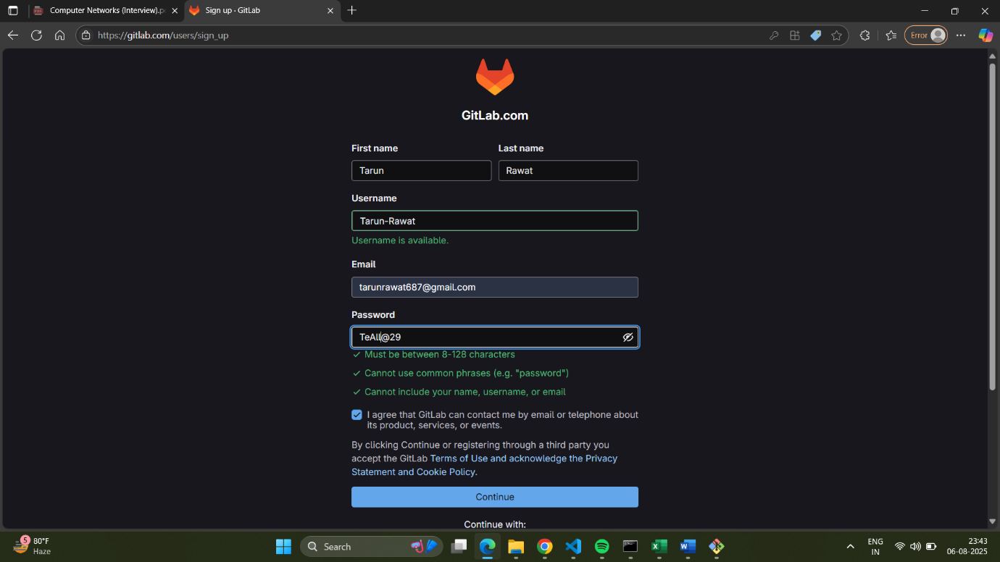 Computer Networks (Interview).p
Sign up · GitLab
https://gitlab.com/users/sign_up
Error
GitLab.com
First name
Last name
Tarun
Rawat
Username
Tarun-Rawat
Username is available.
Email
tarunrawat687@gmail.com
Password
TeAll@29
Must be between 8-128 characters
Cannot use common phrases (e.g. "password")
Cannot include your name, username, or email
I agree that GitLab can contact me by email or telephone about
its product, services, or events.
By clicking Continue or registering through a third party you
accept the GitLab Terms of Use and acknowledge the Privacy
Statement and Cookie Policy.
Continue
Continue with:
5
80°F
Haze
Search
ENG
IN
23:43
06-08-2025